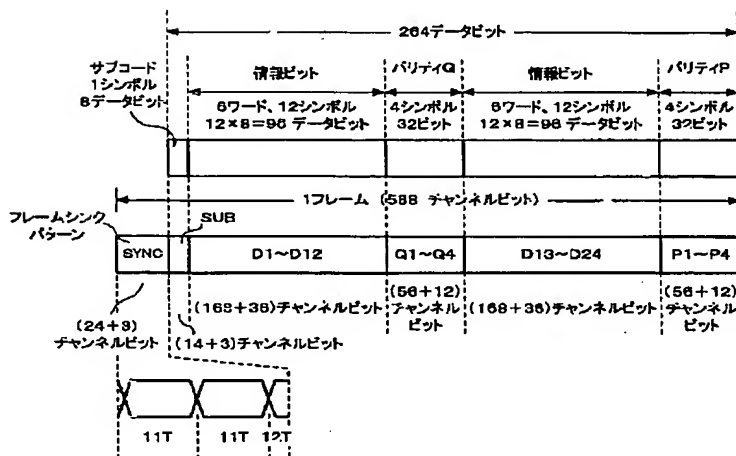 264データビット
サブコード
1シンボル
8データビット
情報ビット
パリティQ
情報ビット
パリティP
6ワード、12シンボル
12×8=96 データビット
4シンボル
32ビット
6ワード、12シンボル
12×8=96 データビット
4シンボル
32ビット
1フレーム (588 チャンネルビット)
フレームシンク
パターン
SUB
SYNC
D1~D12
Q1~Q4
D13~D24
P1~P4
(24+3)
チャンネルビット
(14+3)チャンネルビット
(168+36)チャンネルビット
(56+12)
チャンネル
ビット
(168+36)チャンネルビット
(56+12)
チャンネル
ビット
11T
11T
2T